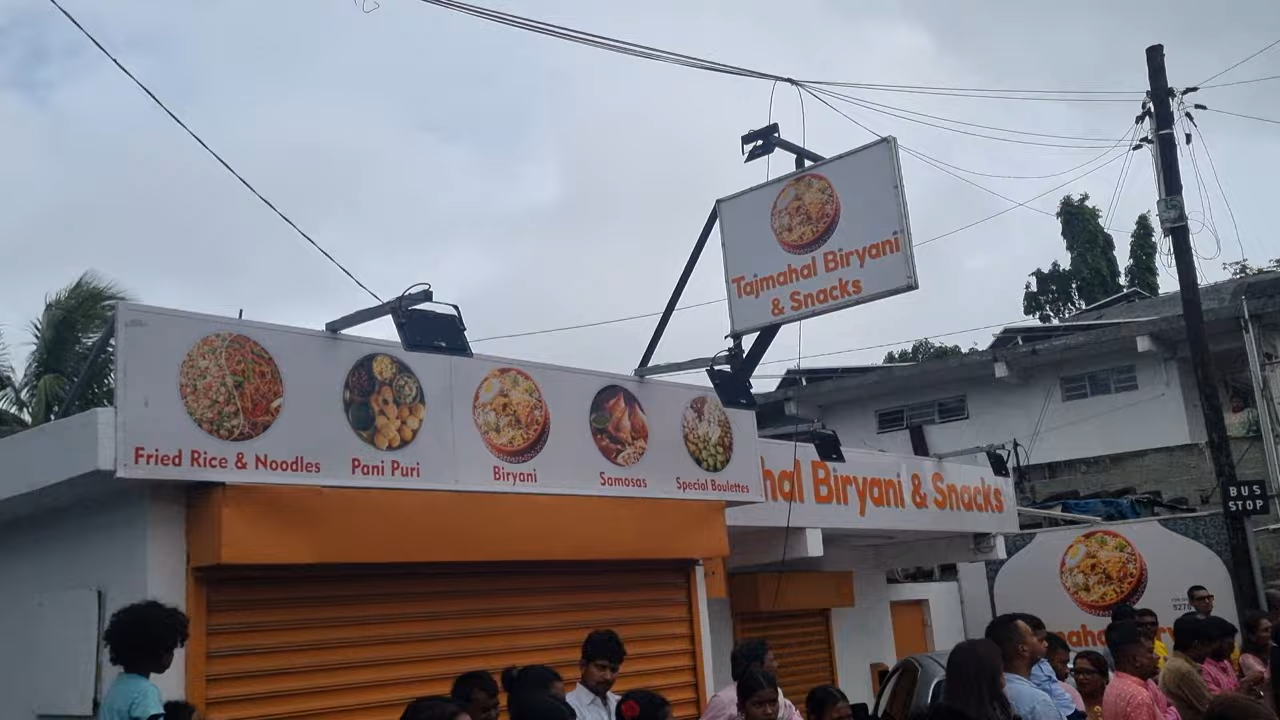 Tajmahal Biryani
& Snacks
Fried Rice & Noodles
Pani Puri
Biryani
Samosas
Special Boulettes
hal Biryani & Snacks
BUS
STOP